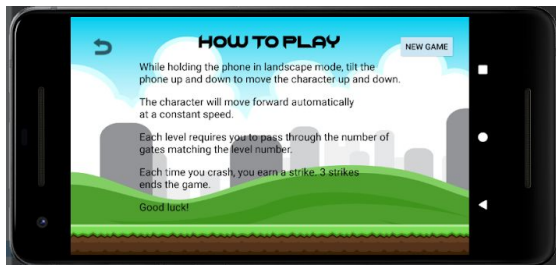 HOW TO PLAY
NEW GAME
While holding the phone in landscape mode, tilt the
phone up and down to move the character up and down.
The character will move forward automatically
at a constant speed.
Each level requires you to pass through the number of
gates matching the level number.
Each time you crash, you earn a strike. 3 strikes
ends the game.
Good luck!